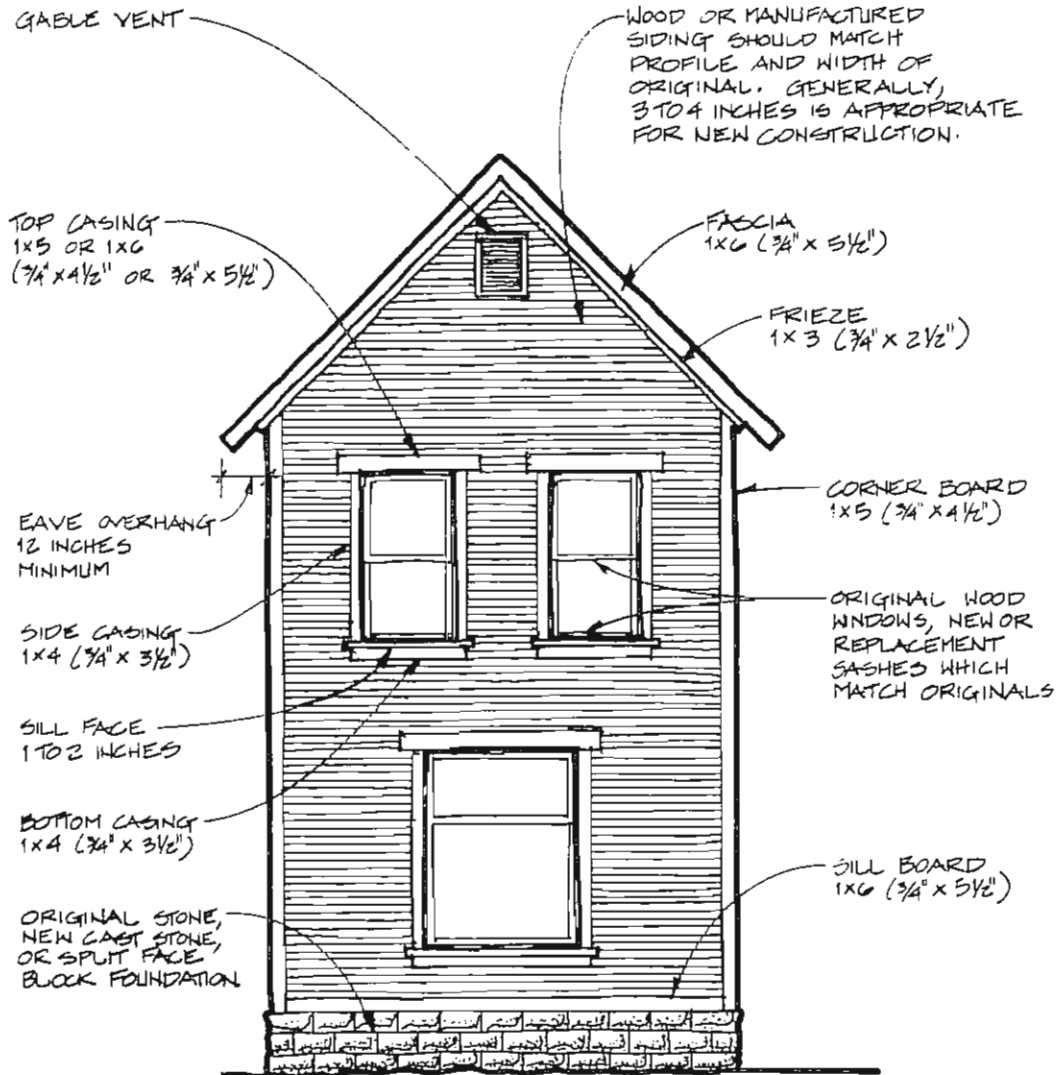 GABLE VENT
WOOD OR MANUFACTURED
SIDING SHOULD MATCH
PROFILE AND WIDTH OF
ORIGINAL. GENERALLY,
3 TO 4 INCHES IS APPROPRIATE
FOR NEW CONSTRUCTION.
TOP CASING
1x5 OR 1x6
(3/4" x 4 1/2" OR 3/4" x 5 1/2")
FASCIA
1x6 (3/4" x 5 1/2")
FRIEZE
1x3 (3/4" x 2 1/2")
EAVE OVERHANG
12 INCHES
MINIMUM
CORNER BOARD
1x5 (3/4" x 4 1/2")
SIDE CASING
1x4 (3/4" x 3 1/2")
ORIGINAL WOOD
WINDOWS, NEW OR
REPLACEMENT
SASHES WHICH
MATCH ORIGINALS
SILL FACE
1 TO 2 INCHES
BOTTOM CASING
1x4 (3/4" x 3 1/2")
SILL BOARD
1x6 (3/4" x 5 1/2")
ORIGINAL STONE,
NEW CAST STONE,
OR SPLIT FACE
BLOCK FOUNDATION